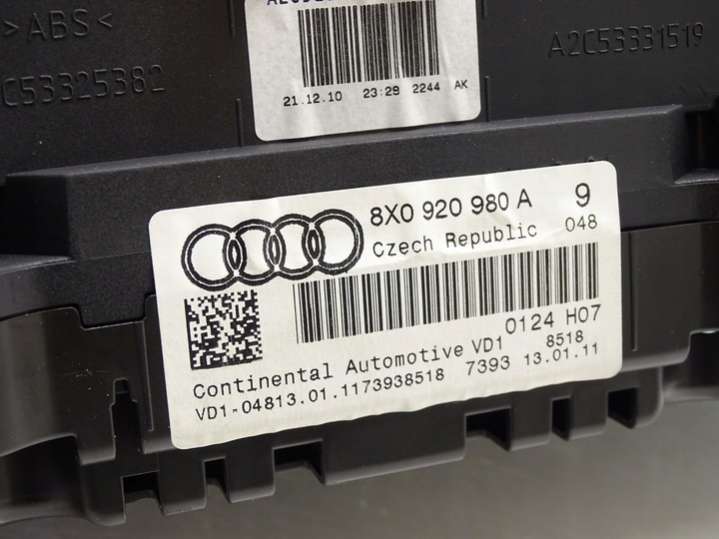 >ABS<
C53325382
A2C53331519
21.12.10 23:29 2244 AK
8X0 920 980 A 9
Czech Republic 048
0124 H07
Continental Automotive VD1 8518
VD1-04813.01.1173938518 7393 13.01.11